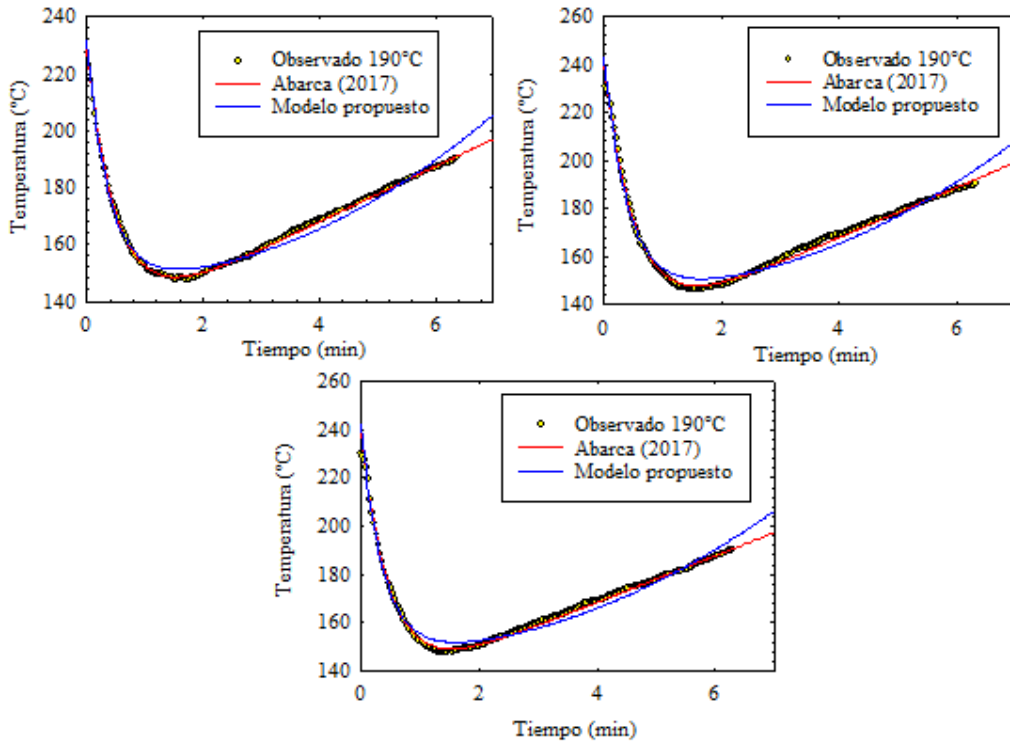 240
220
200
180
160
140
Temperatura (°C)
Observado 190°C
Abarca (2017)
Modelo propuesto
0
2
4
6
Tiempo (min)
260
240
220
200
180
160
140
Temperatura (°C)
Observado 190°C
Abarca (2017)
Modelo propuesto
0
2
4
6
Tiempo (min)
260
240
220
200
180
160
140
Temperatura (°C)
Observado 190°C
Abarca (2017)
Modelo propuesto
0
2
4
6
Tiempo (min)